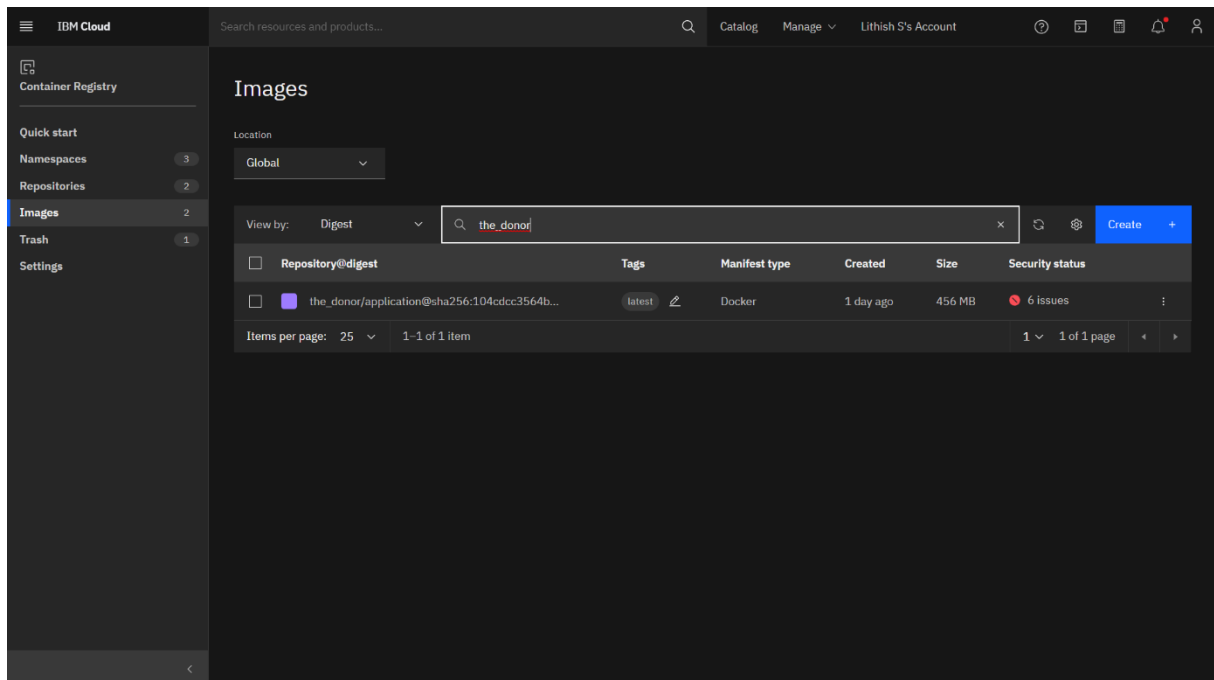 IBM Cloud
Search resources and products...
Catalog
Manage
Lithish S's Account
Container Registry
Quick start
Namespaces 3
Repositories 2
Images 2
Trash 1
Settings
Images
Location
Global
View by: Digest
the_donor
Create +
Repository@digest Tags Manifest type Created Size Security status
the_donor/application@sha256:104cdcc3564b... latest Docker 1 day ago 456 MB 6 issues
Items per page: 25 1–1 of 1 item 1 1 of 1 page